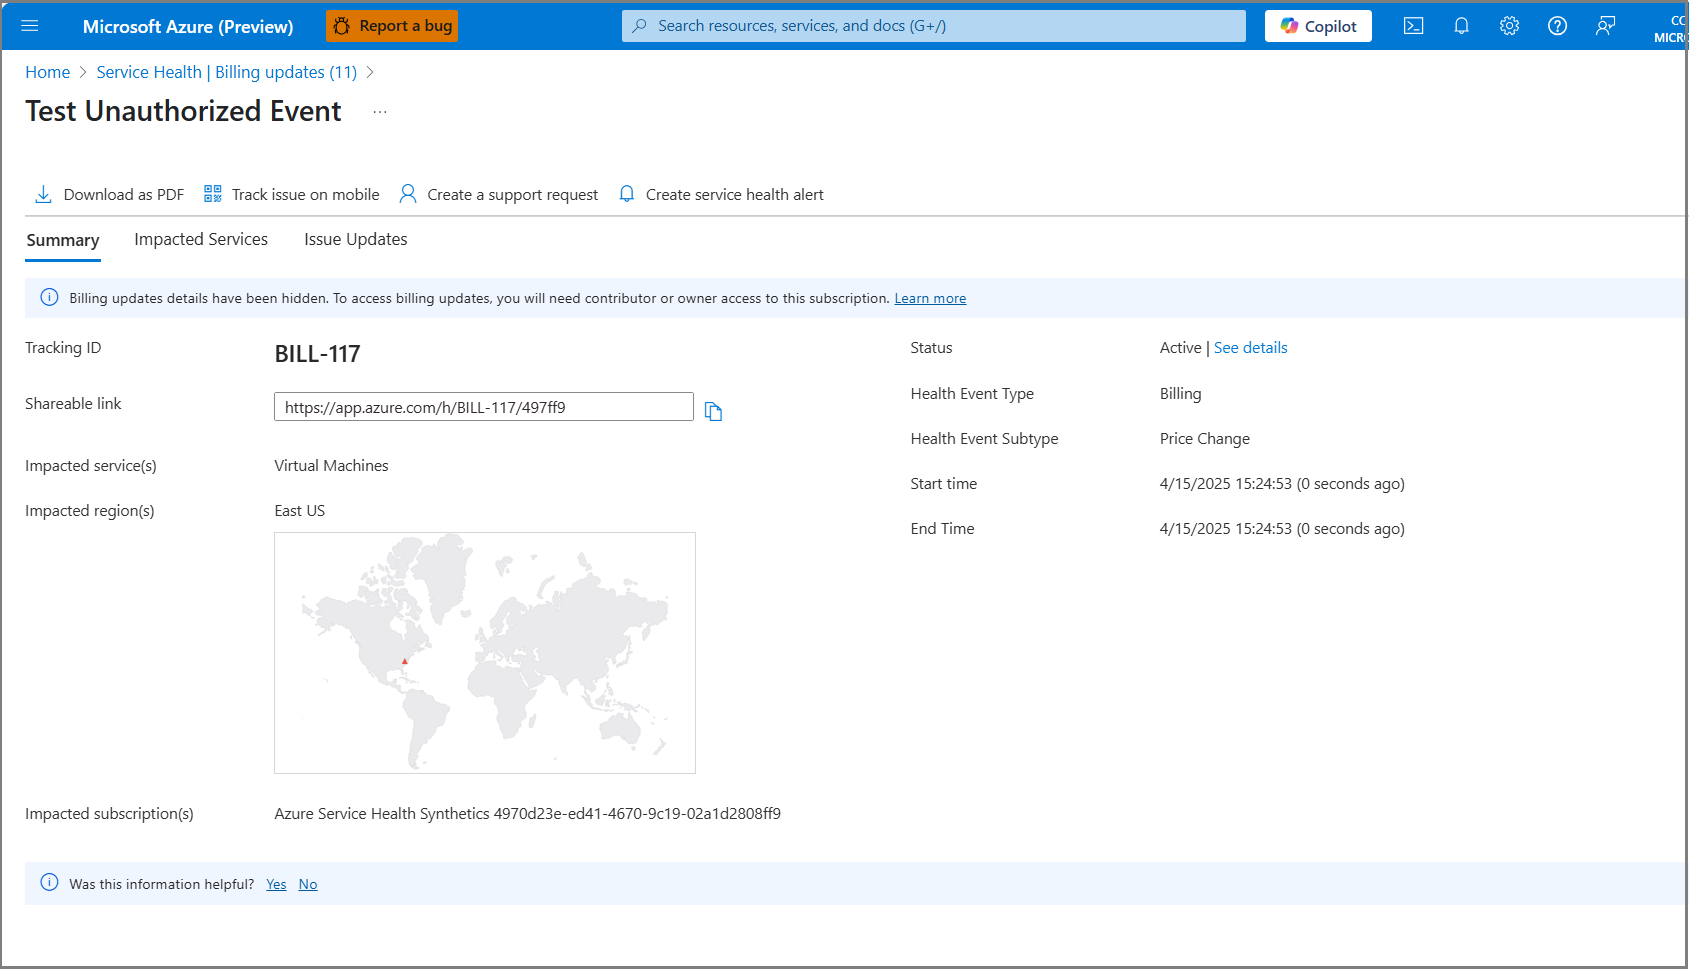 Microsoft Azure (Preview) Report a bug Search resources, services, and docs (G+/) Copilot
Home > Service Health | Billing updates (11) >
Test Unauthorized Event ...
Download as PDF Track issue on mobile Create a support request Create service health alert
Summary Impacted Services Issue Updates
Billing updates details have been hidden. To access billing updates, you will need contributor or owner access to this subscription. Learn more
Tracking ID BILL-117
Shareable link https://app.azure.com/h/BILL-117/497ff9
Impacted service(s) Virtual Machines
Impacted region(s) East US
Impacted subscription(s) Azure Service Health Synthetics 4970d23e-ed41-4670-9c19-02a1d2808ff9
Status Active | See details
Health Event Type Billing
Health Event Subtype Price Change
Start time 4/15/2025 15:24:53 (0 seconds ago)
End Time 4/15/2025 15:24:53 (0 seconds ago)
Was this information helpful? Yes No